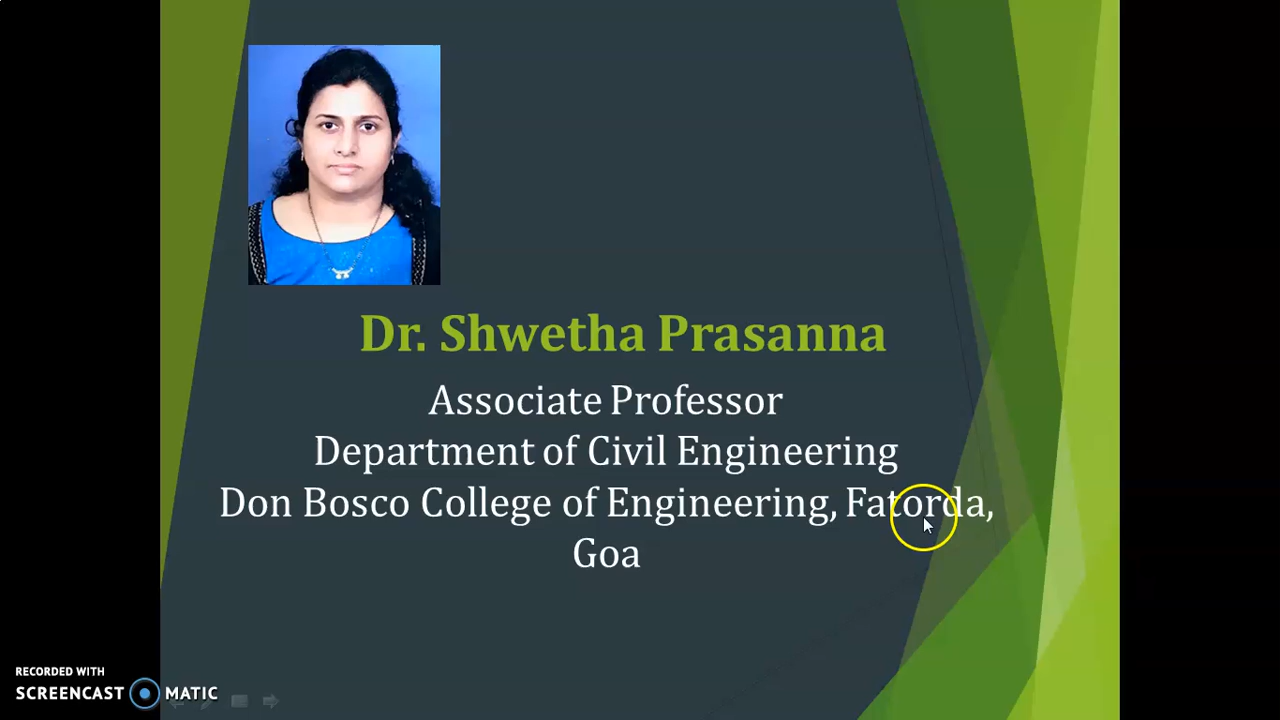 Dr. Shwetha Prasanna
Associate Professor
Department of Civil Engineering
Don Bosco College of Engineering, Fatorda,
Goa
RECORDED WITH
SCREENCAST MATIC